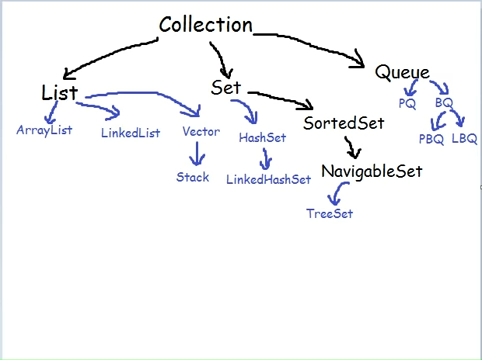 Collection
List
Set
Queue
ArrayList
LinkedList
Vector
HashSet
SortedSet
PQ
BQ
Stack
LinkedHashSet
NavigableSet
PBQ
LBQ
TreeSet